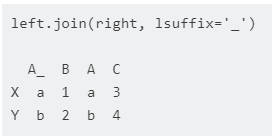 left.join(right, lsuffix='_')
A_ B A C
X a 1 a 3
Y b 2 b 4